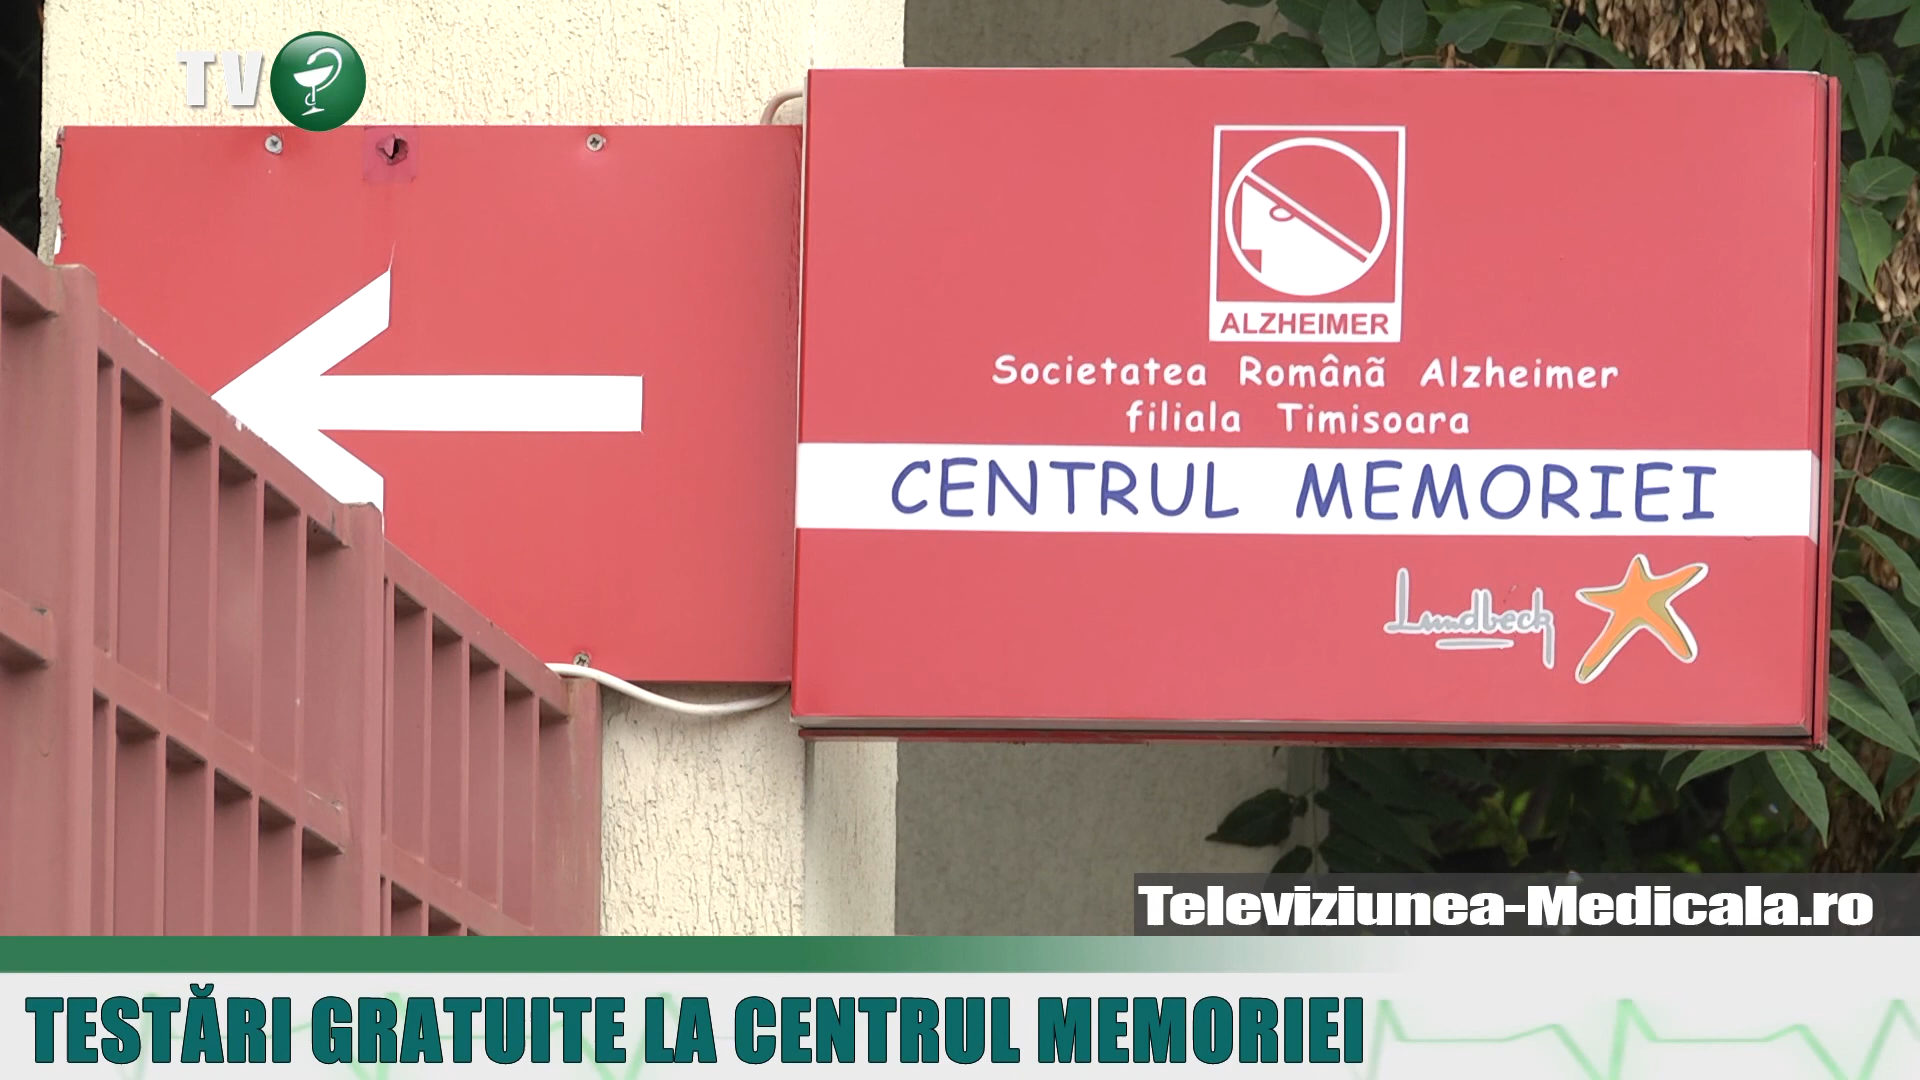 TV
ALZHEIMER
Societatea Românã Alzheimer
filiala Timisoara
CENTRUL MEMORIEI
Lundbeck
Televiziunea-Medicala.ro
TESTĂRI GRATUITE LA CENTRUL MEMORIEI